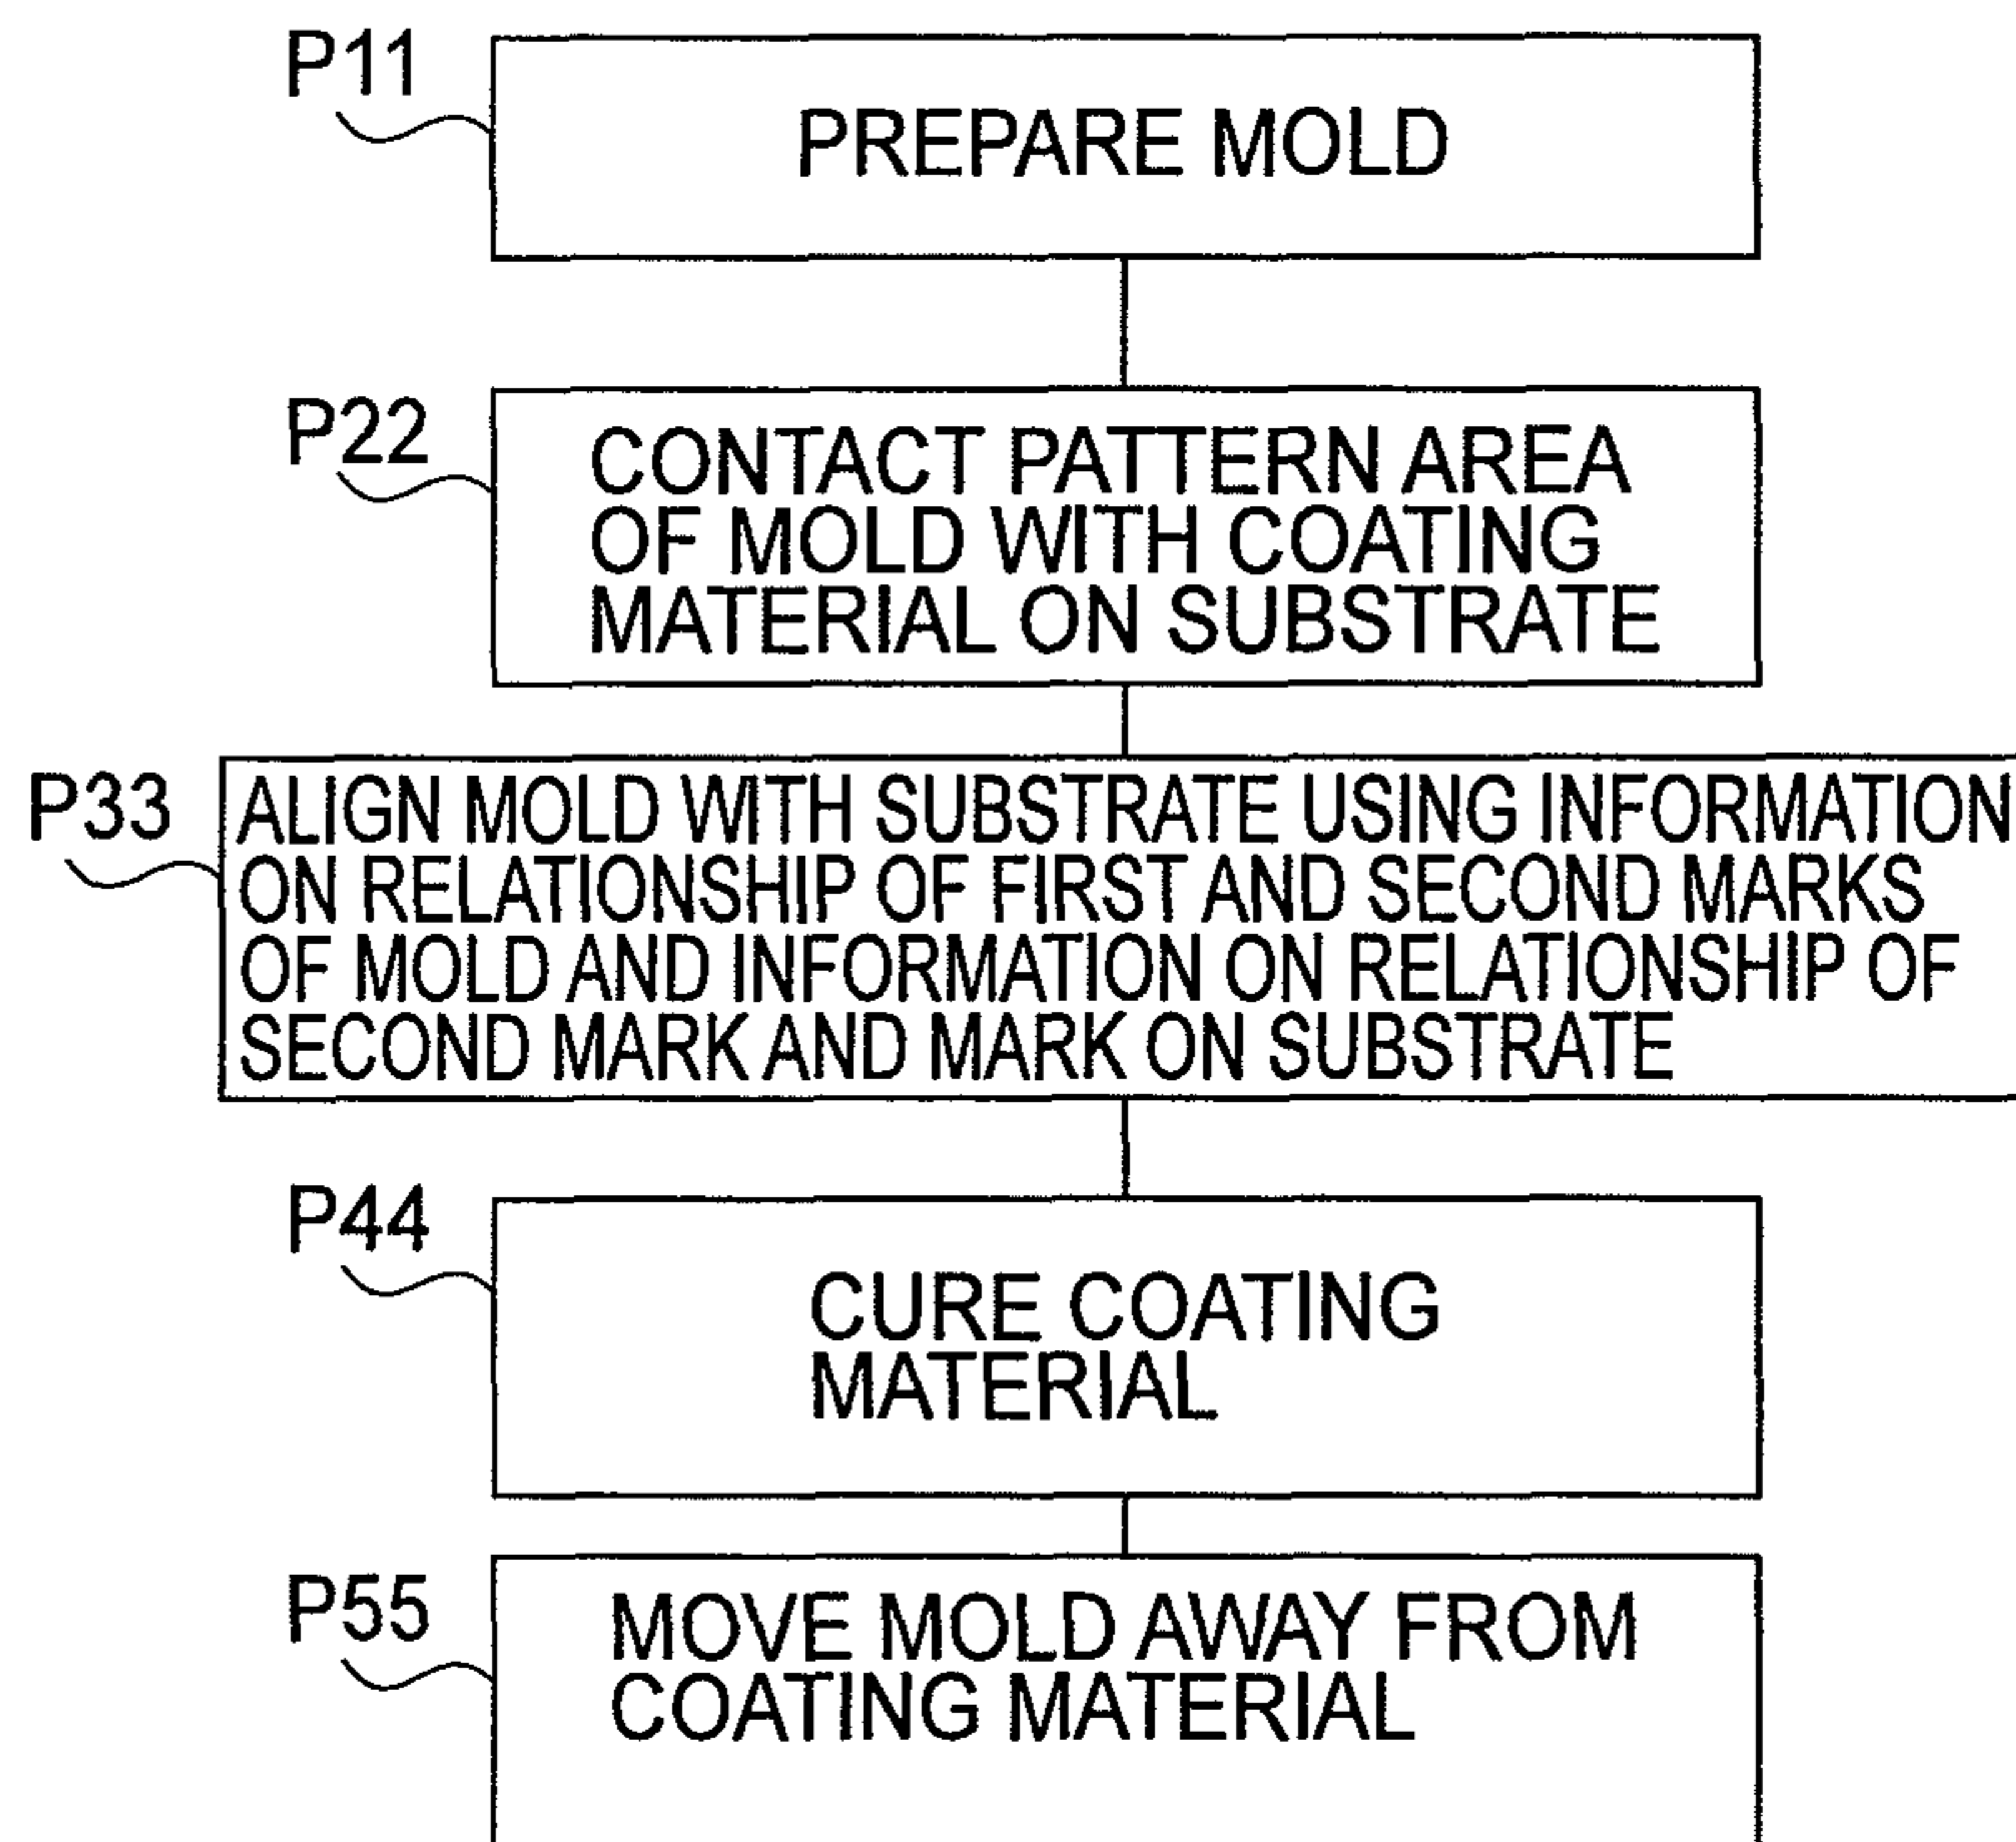 P11
PREPARE MOLD
P22
CONTACT PATTERN AREA
OF MOLD WITH COATING
MATERIAL ON SUBSTRATE
P33
ALIGN MOLD WITH SUBSTRATE USING INFORMATION
ON RELATIONSHIP OF FIRST AND SECOND MARKS
OF MOLD AND INFORMATION ON RELATIONSHIP OF
SECOND MARK AND MARK ON SUBSTRATE
P44
CURE COATING
MATERIAL
P55
MOVE MOLD AWAY FROM
COATING MATERIAL